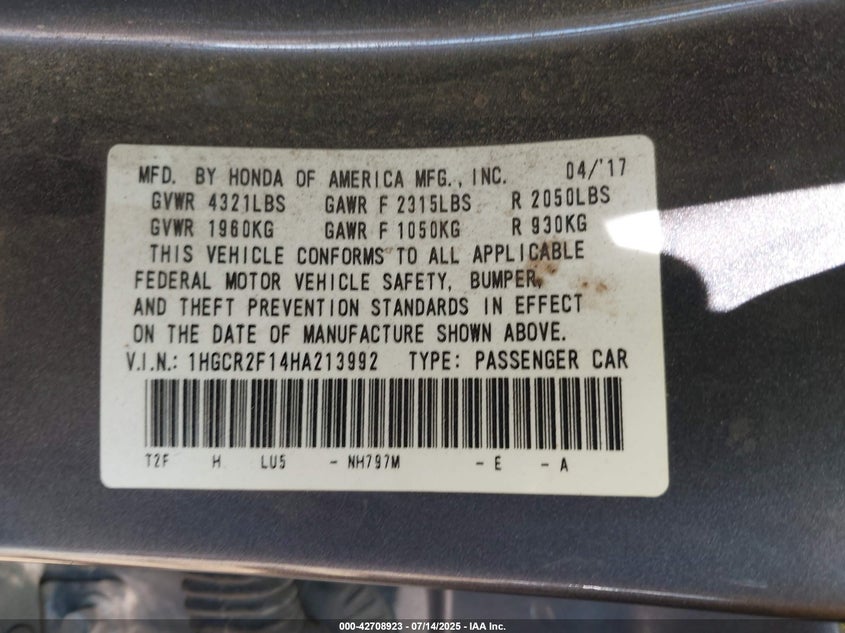 MFD. BY HONDA OF AMERICA MFG., INC. 04/'17
GVWR 4321LBS GAWR F 2315LBS R 2050LBS
GVWR 1960KG GAWR F 1050KG R 930KG
THIS VEHICLE CONFORMS TO ALL APPLICABLE
FEDERAL MOTOR VEHICLE SAFETY, BUMPER,
AND THEFT PREVENTION STANDARDS IN EFFECT
ON THE DATE OF MANUFACTURE SHOWN ABOVE.
V.I.N.: 1HGCR2F14HA213992 TYPE: PASSENGER CAR
T2F H LU5 - NH797M - E - A
000-42708923 / 07/14/2025 - IAA Inc.